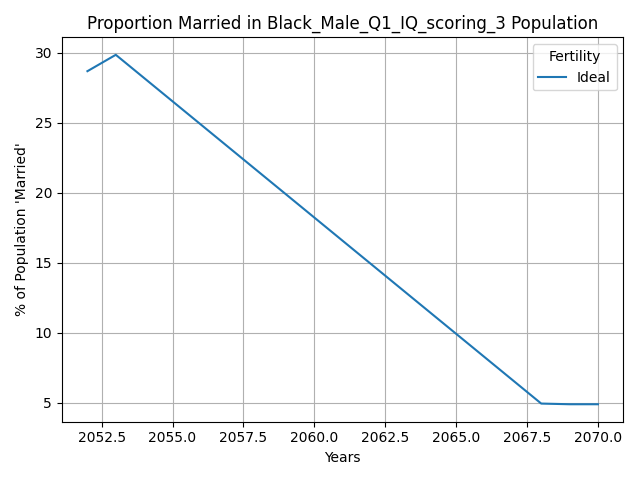 Proportion Married in Black_Male_Q1_IQ_scoring_3 Population
Fertility
Ideal
% of Population 'Married'
30
25
20
15
10
5
2052.5 2055.0 2057.5 2060.0 2062.5 2065.0 2067.5 2070.0
Years